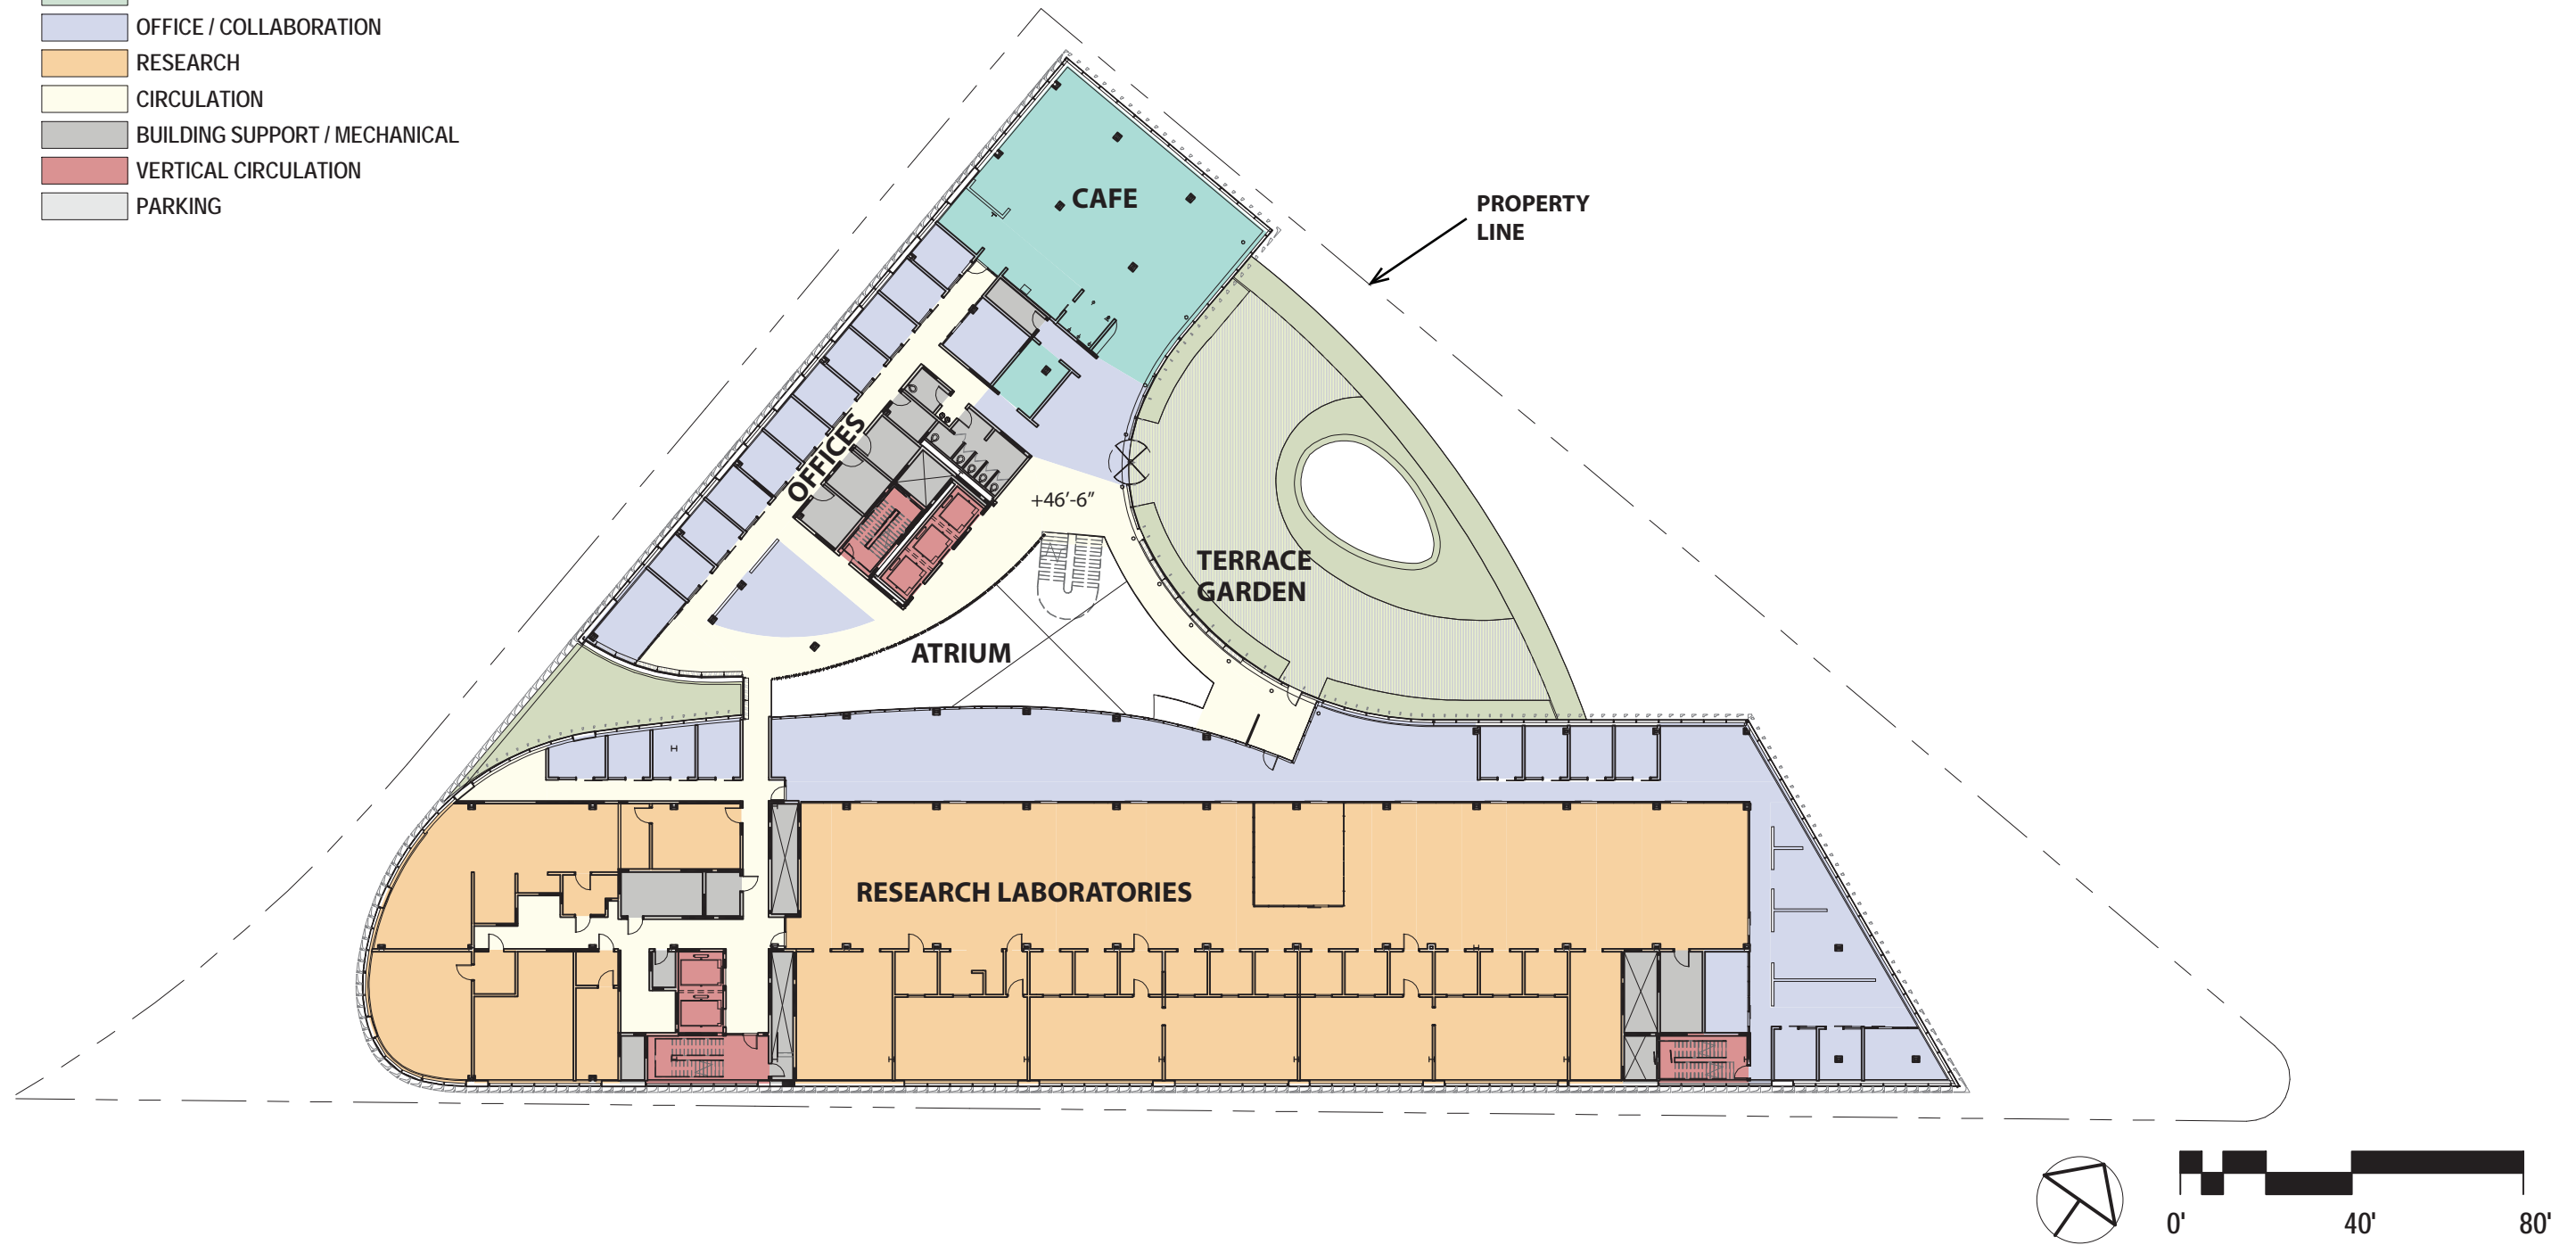 OFFICE / COLLABORATION
RESEARCH
CIRCULATION
BUILDING SUPPORT / MECHANICAL
VERTICAL CIRCULATION
PARKING
CAFE
PROPERTY
LINE
OFFICES
+46'-6"
TERRACE
GARDEN
ATRIUM
RESEARCH LABORATORIES
0' 40' 80'